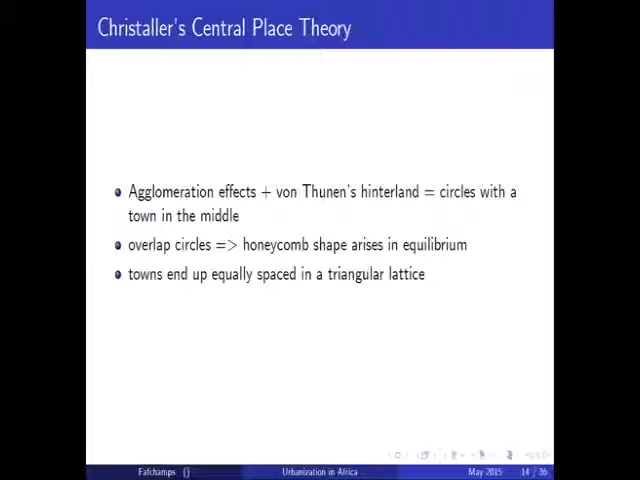 Christaller's Central Place Theory
Agglomeration effects + von Thunen's hinterland = circles with a
town in the middle
overlap circles => honeycomb shape arises in equilibrium
towns end up equally spaced in a triangular lattice
Fafchamps () Urbanization in Africa May 2015 14 / 36